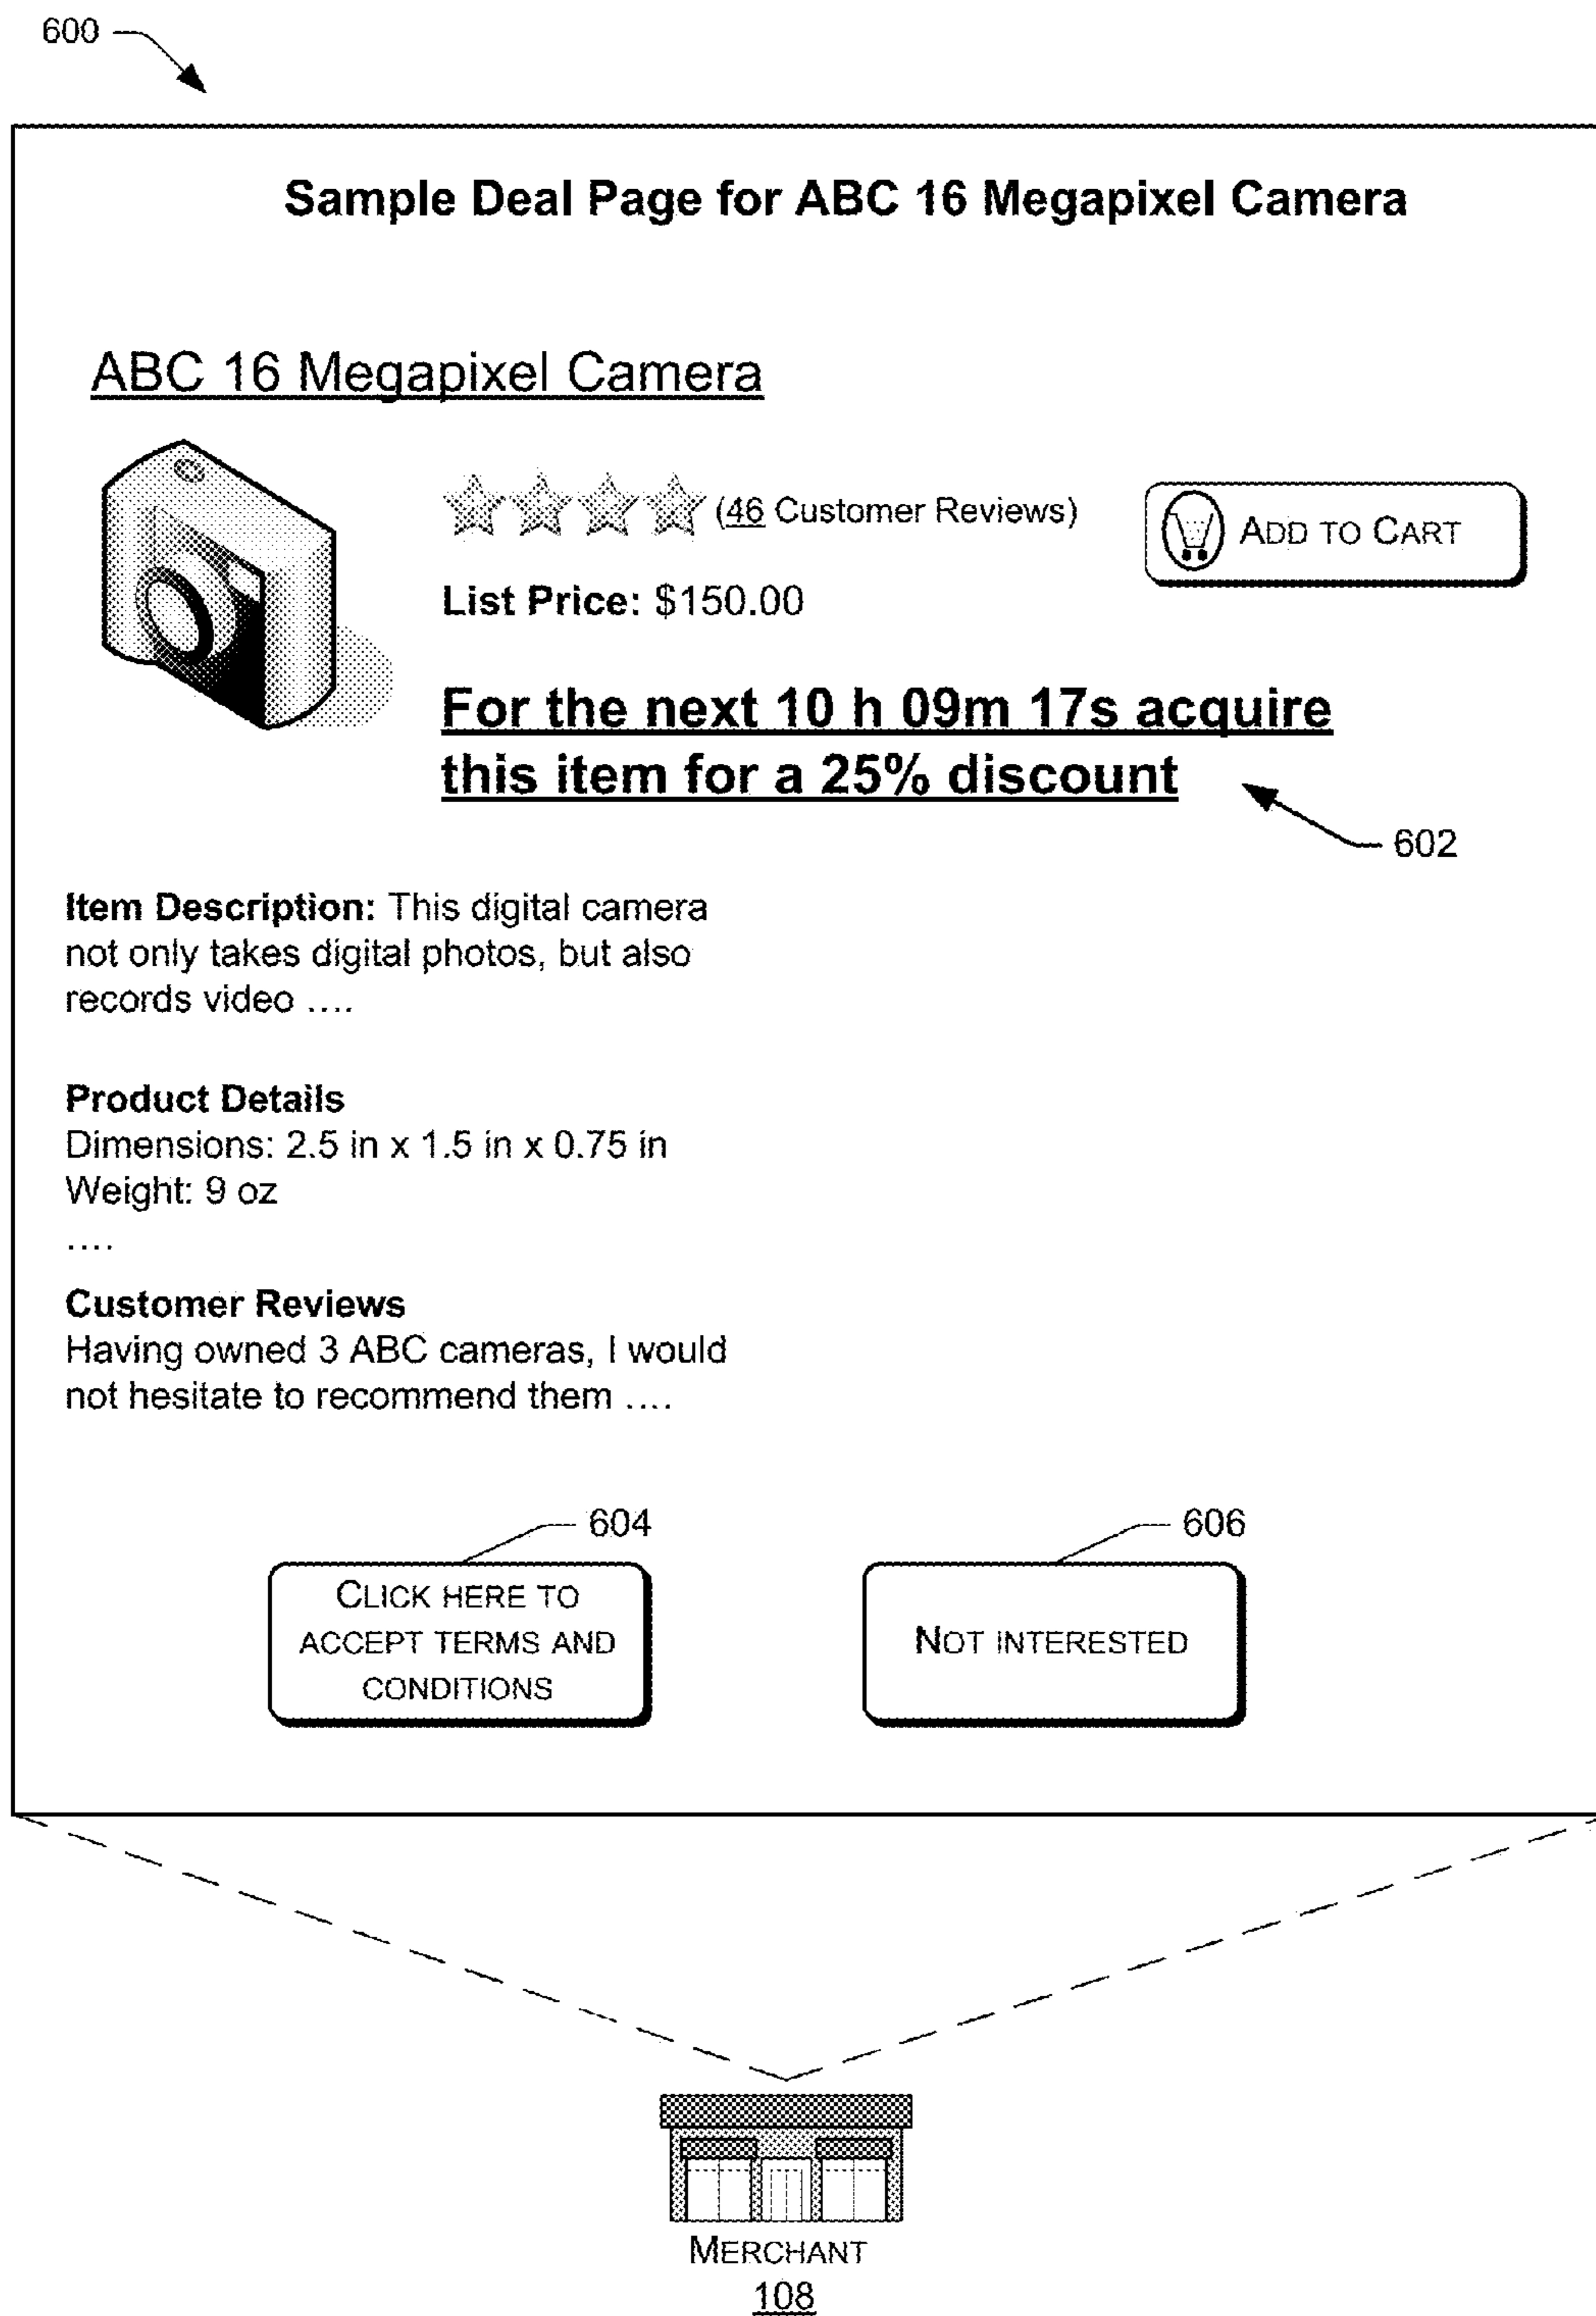 600
Sample Deal Page for ABC 16 Megapixel Camera
ABC 16 Megapixel Camera
(46 Customer Reviews)
ADD TO CART
List Price: $150.00
For the next 10 h 09m 17s acquire
this item for a 25% discount
602
Item Description: This digital camera
not only takes digital photos, but also
records video ....
Product Details
Dimensions: 2.5 in x 1.5 in x 0.75 in
Weight: 9 oz
....
Customer Reviews
Having owned 3 ABC cameras, I would
not hesitate to recommend them ....
604
606
CLICK HERE TO
ACCEPT TERMS AND
CONDITIONS
NOT INTERESTED
MERCHANT
108